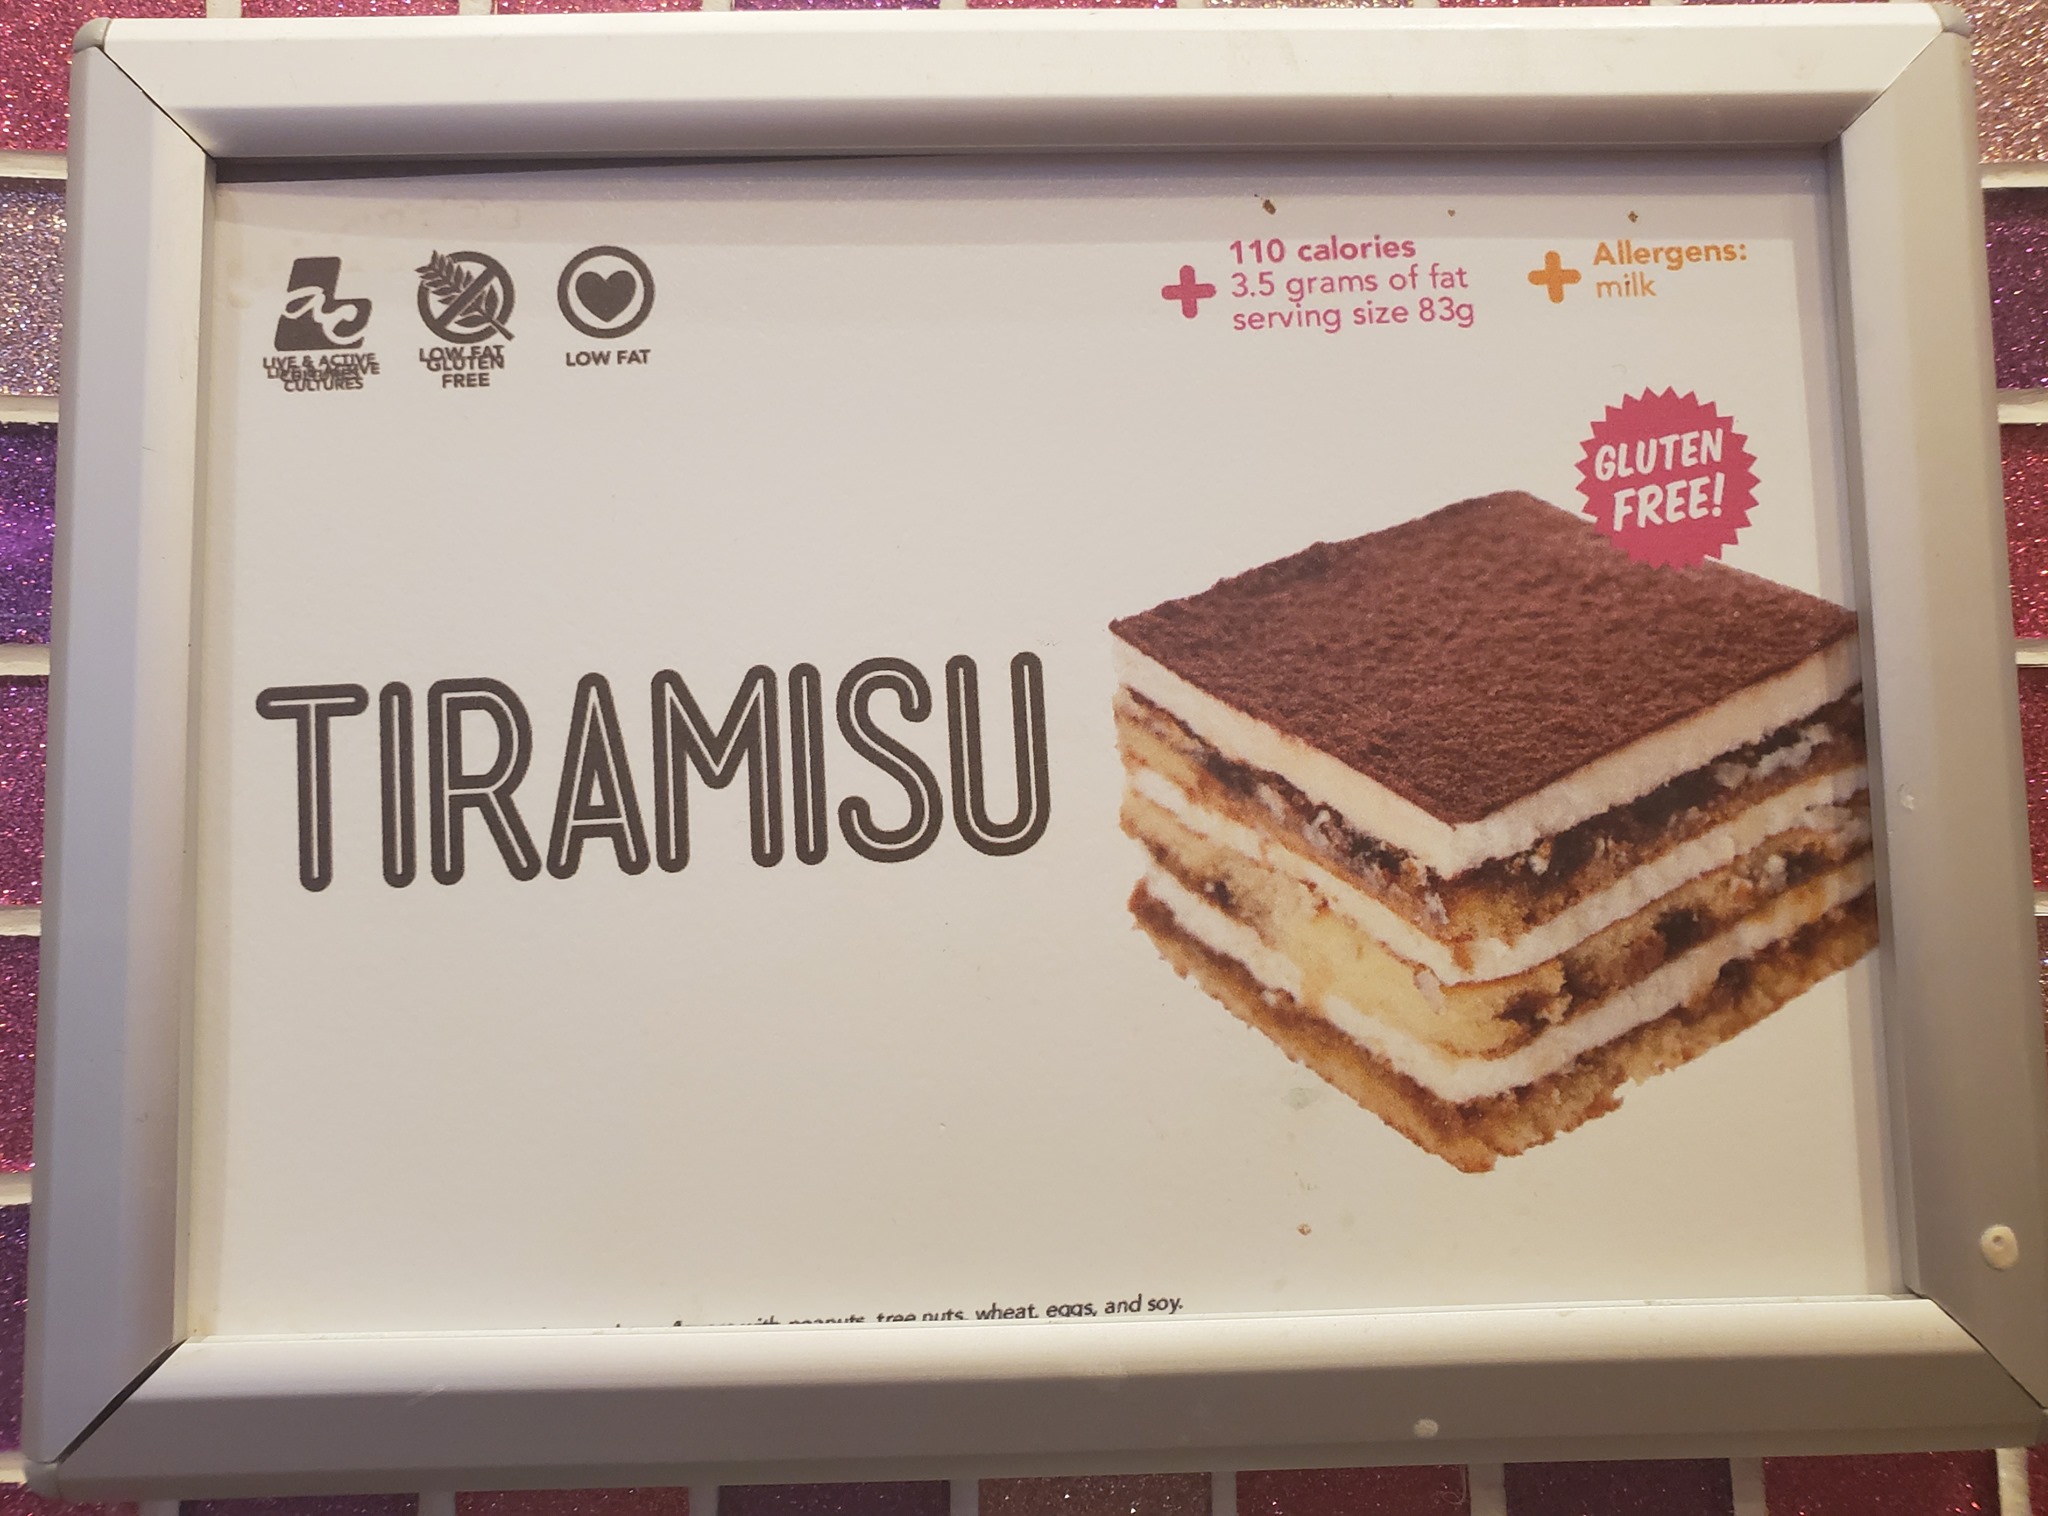 LIVE & ACTIVE
CULTURES
LOW FAT
GLUTEN
FREE
LOW FAT
110 calories
3.5 grams of fat
serving size 83g
Allergens:
milk
GLUTEN
FREE!
TIRAMISU
with peanuts, tree nuts, wheat, eggs, and soy.